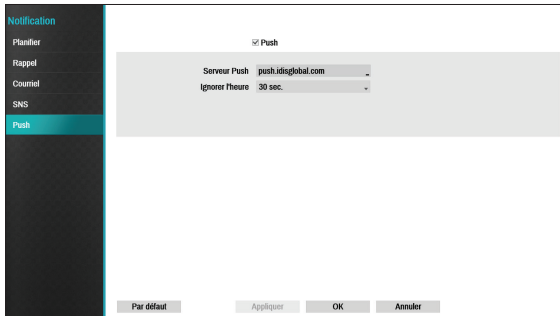 Notification
Planifier
Rappel
Courriel
SNS
Push
Push
Serveur Push push.idisglobal.com
Ignorer l'heure 30 sec.
Par défaut Appliquer OK Annuler